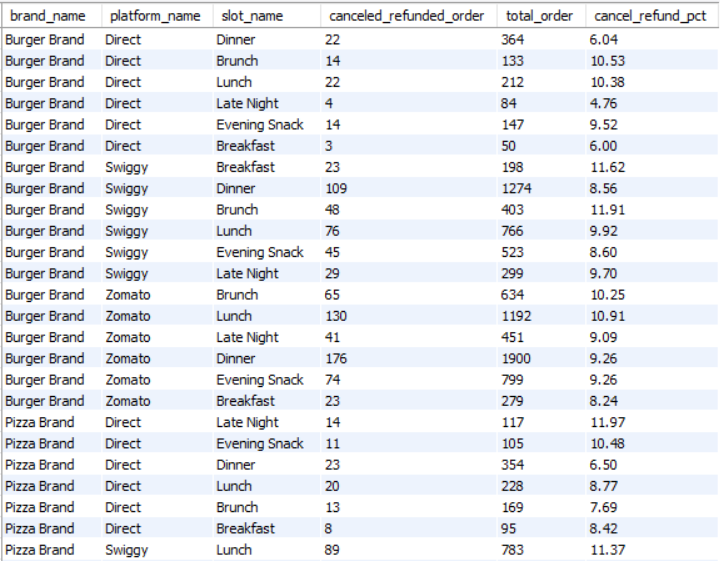 brand_name platform_name slot_name canceled_refunded_order total_order cancel_refund_pct
Burger Brand Direct Dinner 22 364 6.04
Burger Brand Direct Brunch 14 133 10.53
Burger Brand Direct Lunch 22 212 10.38
Burger Brand Direct Late Night 4 84 4.76
Burger Brand Direct Evening Snack 14 147 9.52
Burger Brand Direct Breakfast 3 50 6.00
Burger Brand Swiggy Breakfast 23 198 11.62
Burger Brand Swiggy Dinner 109 1274 8.56
Burger Brand Swiggy Brunch 48 403 11.91
Burger Brand Swiggy Lunch 76 766 9.92
Burger Brand Swiggy Evening Snack 45 523 8.60
Burger Brand Swiggy Late Night 29 299 9.70
Burger Brand Zomato Brunch 65 634 10.25
Burger Brand Zomato Lunch 130 1192 10.91
Burger Brand Zomato Late Night 41 451 9.09
Burger Brand Zomato Dinner 176 1900 9.26
Burger Brand Zomato Evening Snack 74 799 9.26
Burger Brand Zomato Breakfast 23 279 8.24
Pizza Brand Direct Late Night 14 117 11.97
Pizza Brand Direct Evening Snack 11 105 10.48
Pizza Brand Direct Dinner 23 354 6.50
Pizza Brand Direct Lunch 20 228 8.77
Pizza Brand Direct Brunch 13 169 7.69
Pizza Brand Direct Breakfast 8 95 8.42
Pizza Brand Swiggy Lunch 89 783 11.37